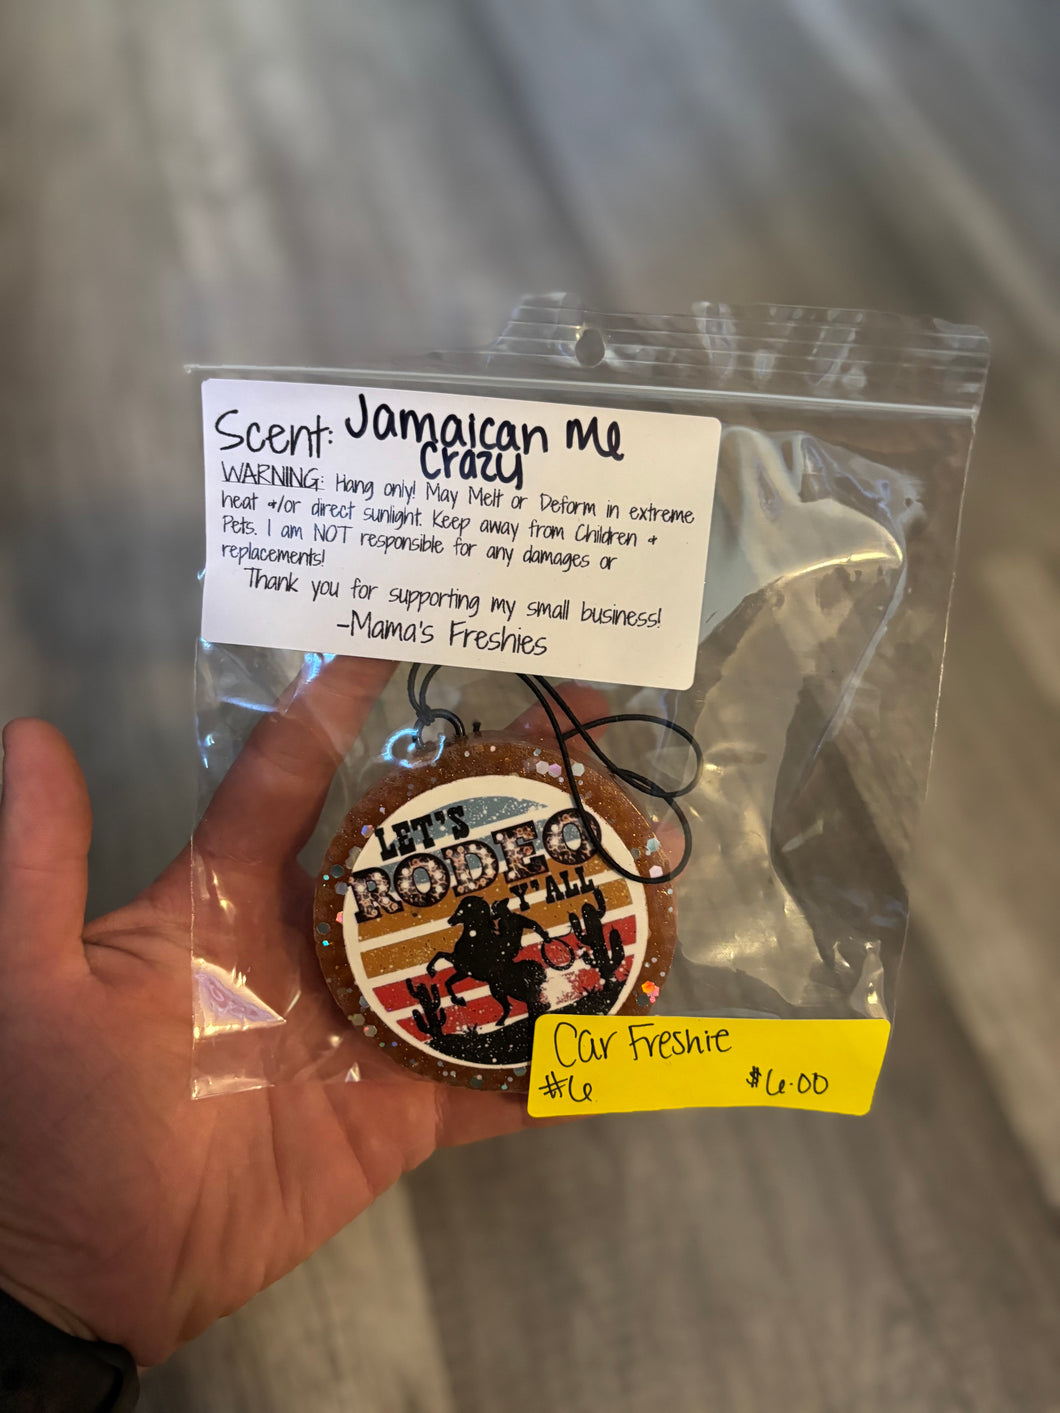 Scent: Jamaican Me
Crazy
WARNING: Hang only! May Melt or Deform in extreme
heat +/or direct sunlight. Keep away from Children +
Pets. I am NOT responsible for any damages or
replacements!
Thank you for supporting my small business!
-Mama's Freshies
LET'S
RODEO
Y'ALL
Car Freshie
#6 $6.00